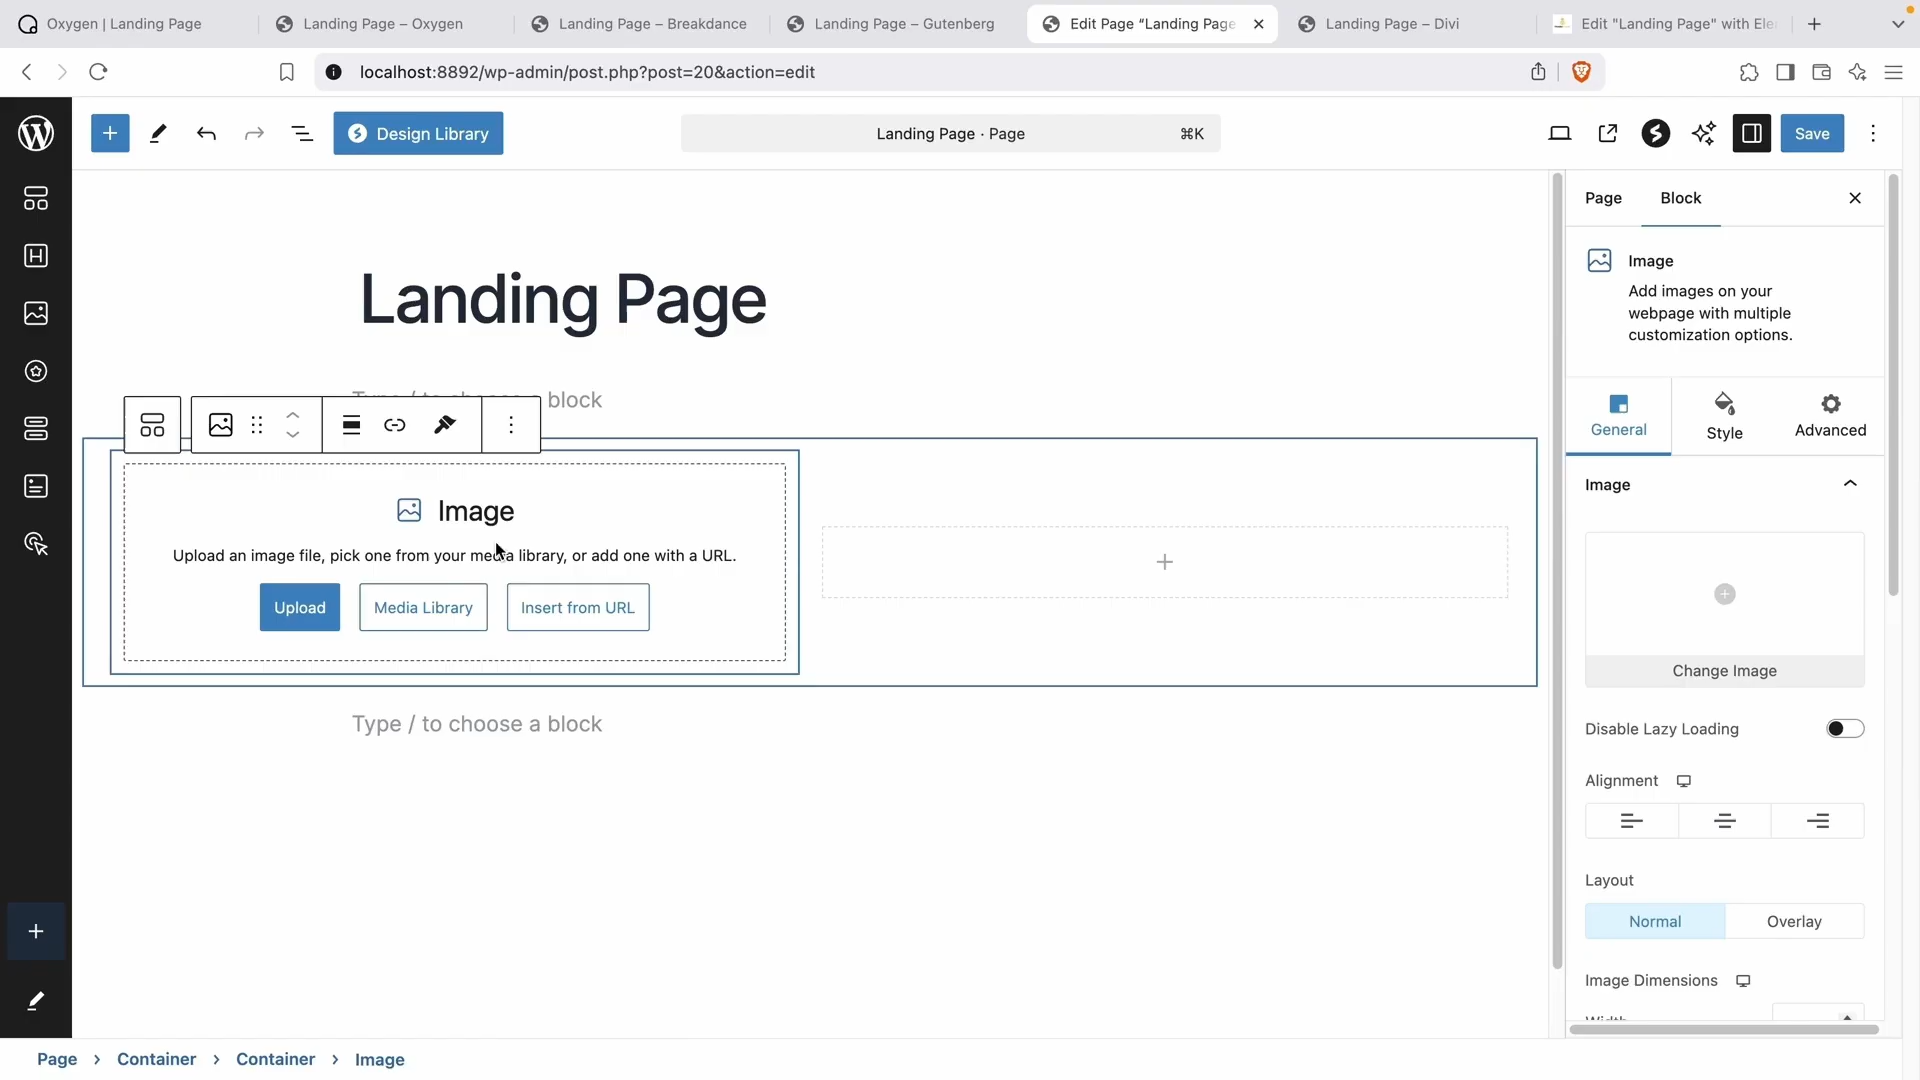 Oxygen | Landing Page
Landing Page – Oxygen
Landing Page – Breakdance
Landing Page – Gutenberg
Edit Page “Landing Page
Landing Page – Divi
Edit "Landing Page" with Ele
localhost:8892/wp-admin/post.php?post=20&action=edit
Design Library
Landing Page · Page
⌘K
Save
Page
Block
Landing Page
Image
Add images on your
webpage with multiple
customization options.
block
General
Style
Advanced
Image
Image
Upload an image file, pick one from your media library, or add one with a URL.
Upload
Media Library
Insert from URL
Change Image
Type / to choose a block
Disable Lazy Loading
Alignment
Layout
Normal
Overlay
Image Dimensions
Page > Container > Container > Image